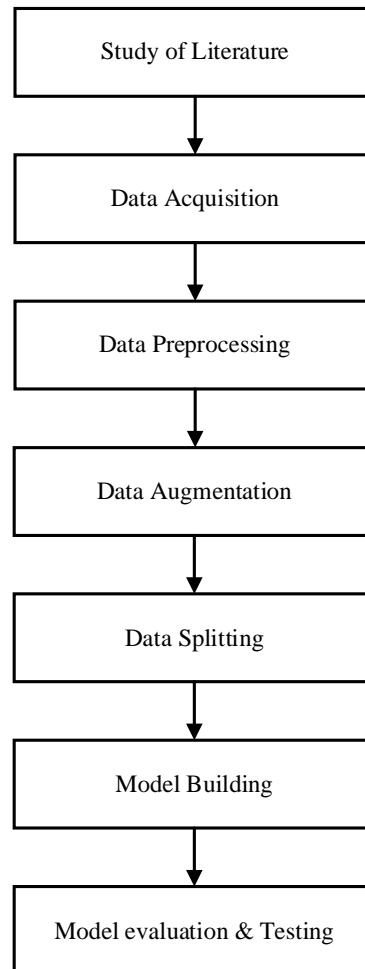 Study of Literature
Data Acquisition
Data Preprocessing
Data Augmentation
Data Splitting
Model Building
Model evaluation & Testing